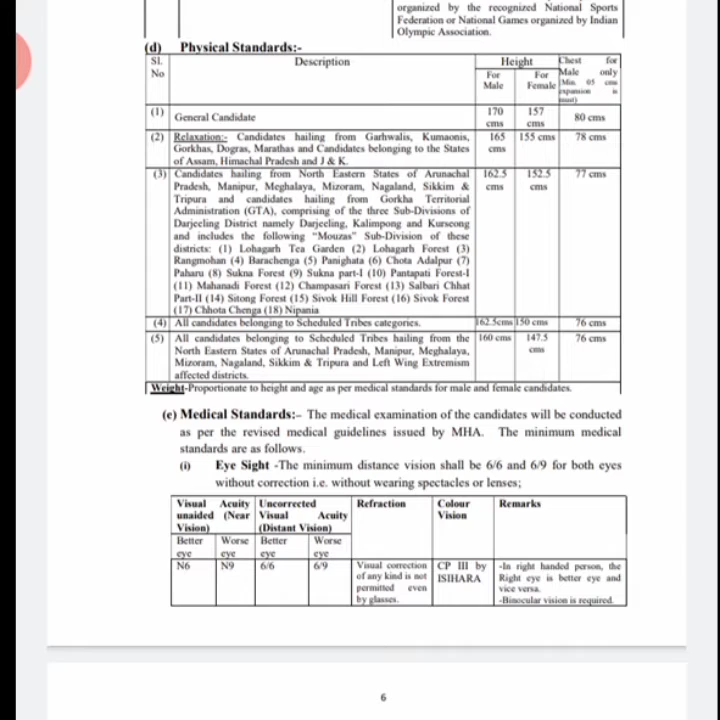 organized by the recognized National Sports
Federation or National Games organized by Indian
Olympic Association.
(d) Physical Standards:-
SL No
Description
Height
Chest for Male only (Min. 05 cms expansion is must)
For Male
For Female
(1) General Candidate 170 cms 157 cms 80 cms
(2) Relaxation:- Candidates hailing from Garhwalis, Kumaonis, 165 cms 155 cms 78 cms
Gorkhas, Dogras, Marathas and Candidates belonging to the States
of Assam, Himachal Pradesh and J & K.
(3) Candidates hailing from North Eastern States of Arunachal 162.5 cms 152.5 cms 77 cms
Pradesh, Manipur, Meghalaya, Mizoram, Nagaland, Sikkim &
Tripura and candidates hailing from Gorkha Territorial
Administration (GTA), comprising of the three Sub-Divisions of
Darjeeling District namely Darjeeling, Kalimpong and Kurseong
and includes the following "Mouzas" Sub-Division of these
districts: (1) Lohagarh Tea Garden (2) Lohagarh Forest (3)
Rangmohan (4) Barachenga (5) Panighata (6) Chota Adalpur (7)
Paharu (8) Sukna Forest (9) Sukna part-I (10) Pantapati Forest-I
(11) Mahanadi Forest (12) Champasari Forest (13) Salbari Chhat
Part-II (14) Sitong Forest (15) Sivok Hill Forest (16) Sivok Forest
(17) Chhota Chenga (18) Nipania
(4) All candidates belonging to Scheduled Tribes categories. 162.5cms 150 cms 76 cms
(5) All candidates belonging to Scheduled Tribes hailing from the 160 cms 147.5 cms 76 cms
North Eastern States of Arunachal Pradesh, Manipur, Meghalaya,
Mizoram, Nagaland, Sikkim & Tripura and Left Wing Extremism
affected districts.
Weight-Proportionate to height and age as per medical standards for male and female candidates.
(e) Medical Standards:- The medical examination of the candidates will be conducted
as per the revised medical guidelines issued by MHA. The minimum medical
standards are as follows.
(i) Eye Sight -The minimum distance vision shall be 6/6 and 6/9 for both eyes
without correction i.e. without wearing spectacles or lenses;
Visual Acuity unaided (Near Vision)
Uncorrected Visual Acuity (Distant Vision)
Refraction
Colour Vision
Remarks
Better eye
Worse eye
Better eye
Worse eye
N6 N9 6/6 6/9
Visual correction
of any kind is not
permitted even
by glasses.
CP III by
ISIHARA
-In right handed person, the
Right eye is better eye and
vice versa.
-Binocular vision is required.
6